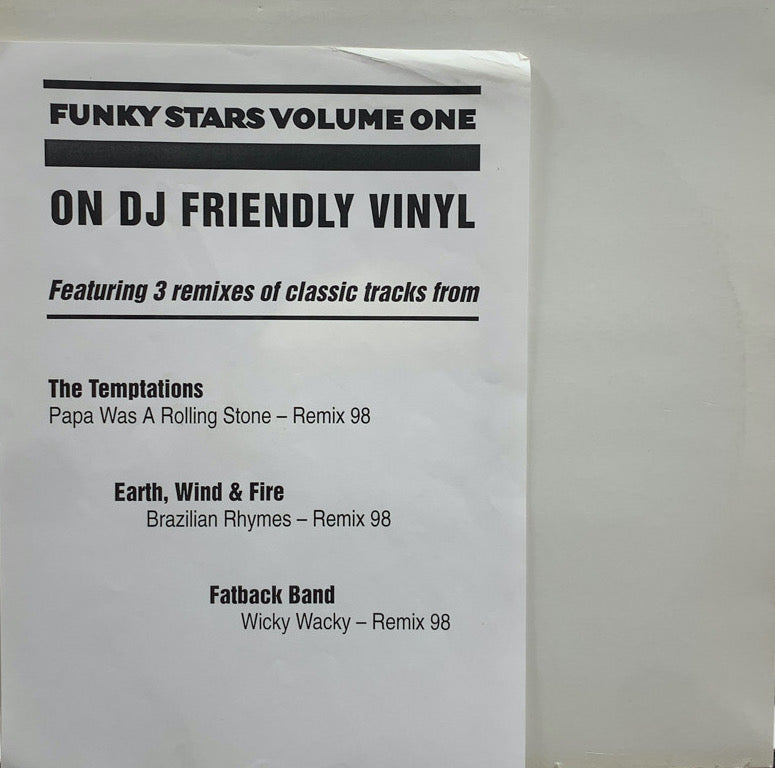 FUNKY STARS VOLUME ONE
ON DJ FRIENDLY VINYL
Featuring 3 remixes of classic tracks from
The Temptations
Papa Was A Rolling Stone – Remix 98
Earth, Wind & Fire
Brazilian Rhymes – Remix 98
Fatback Band
Wicky Wacky – Remix 98